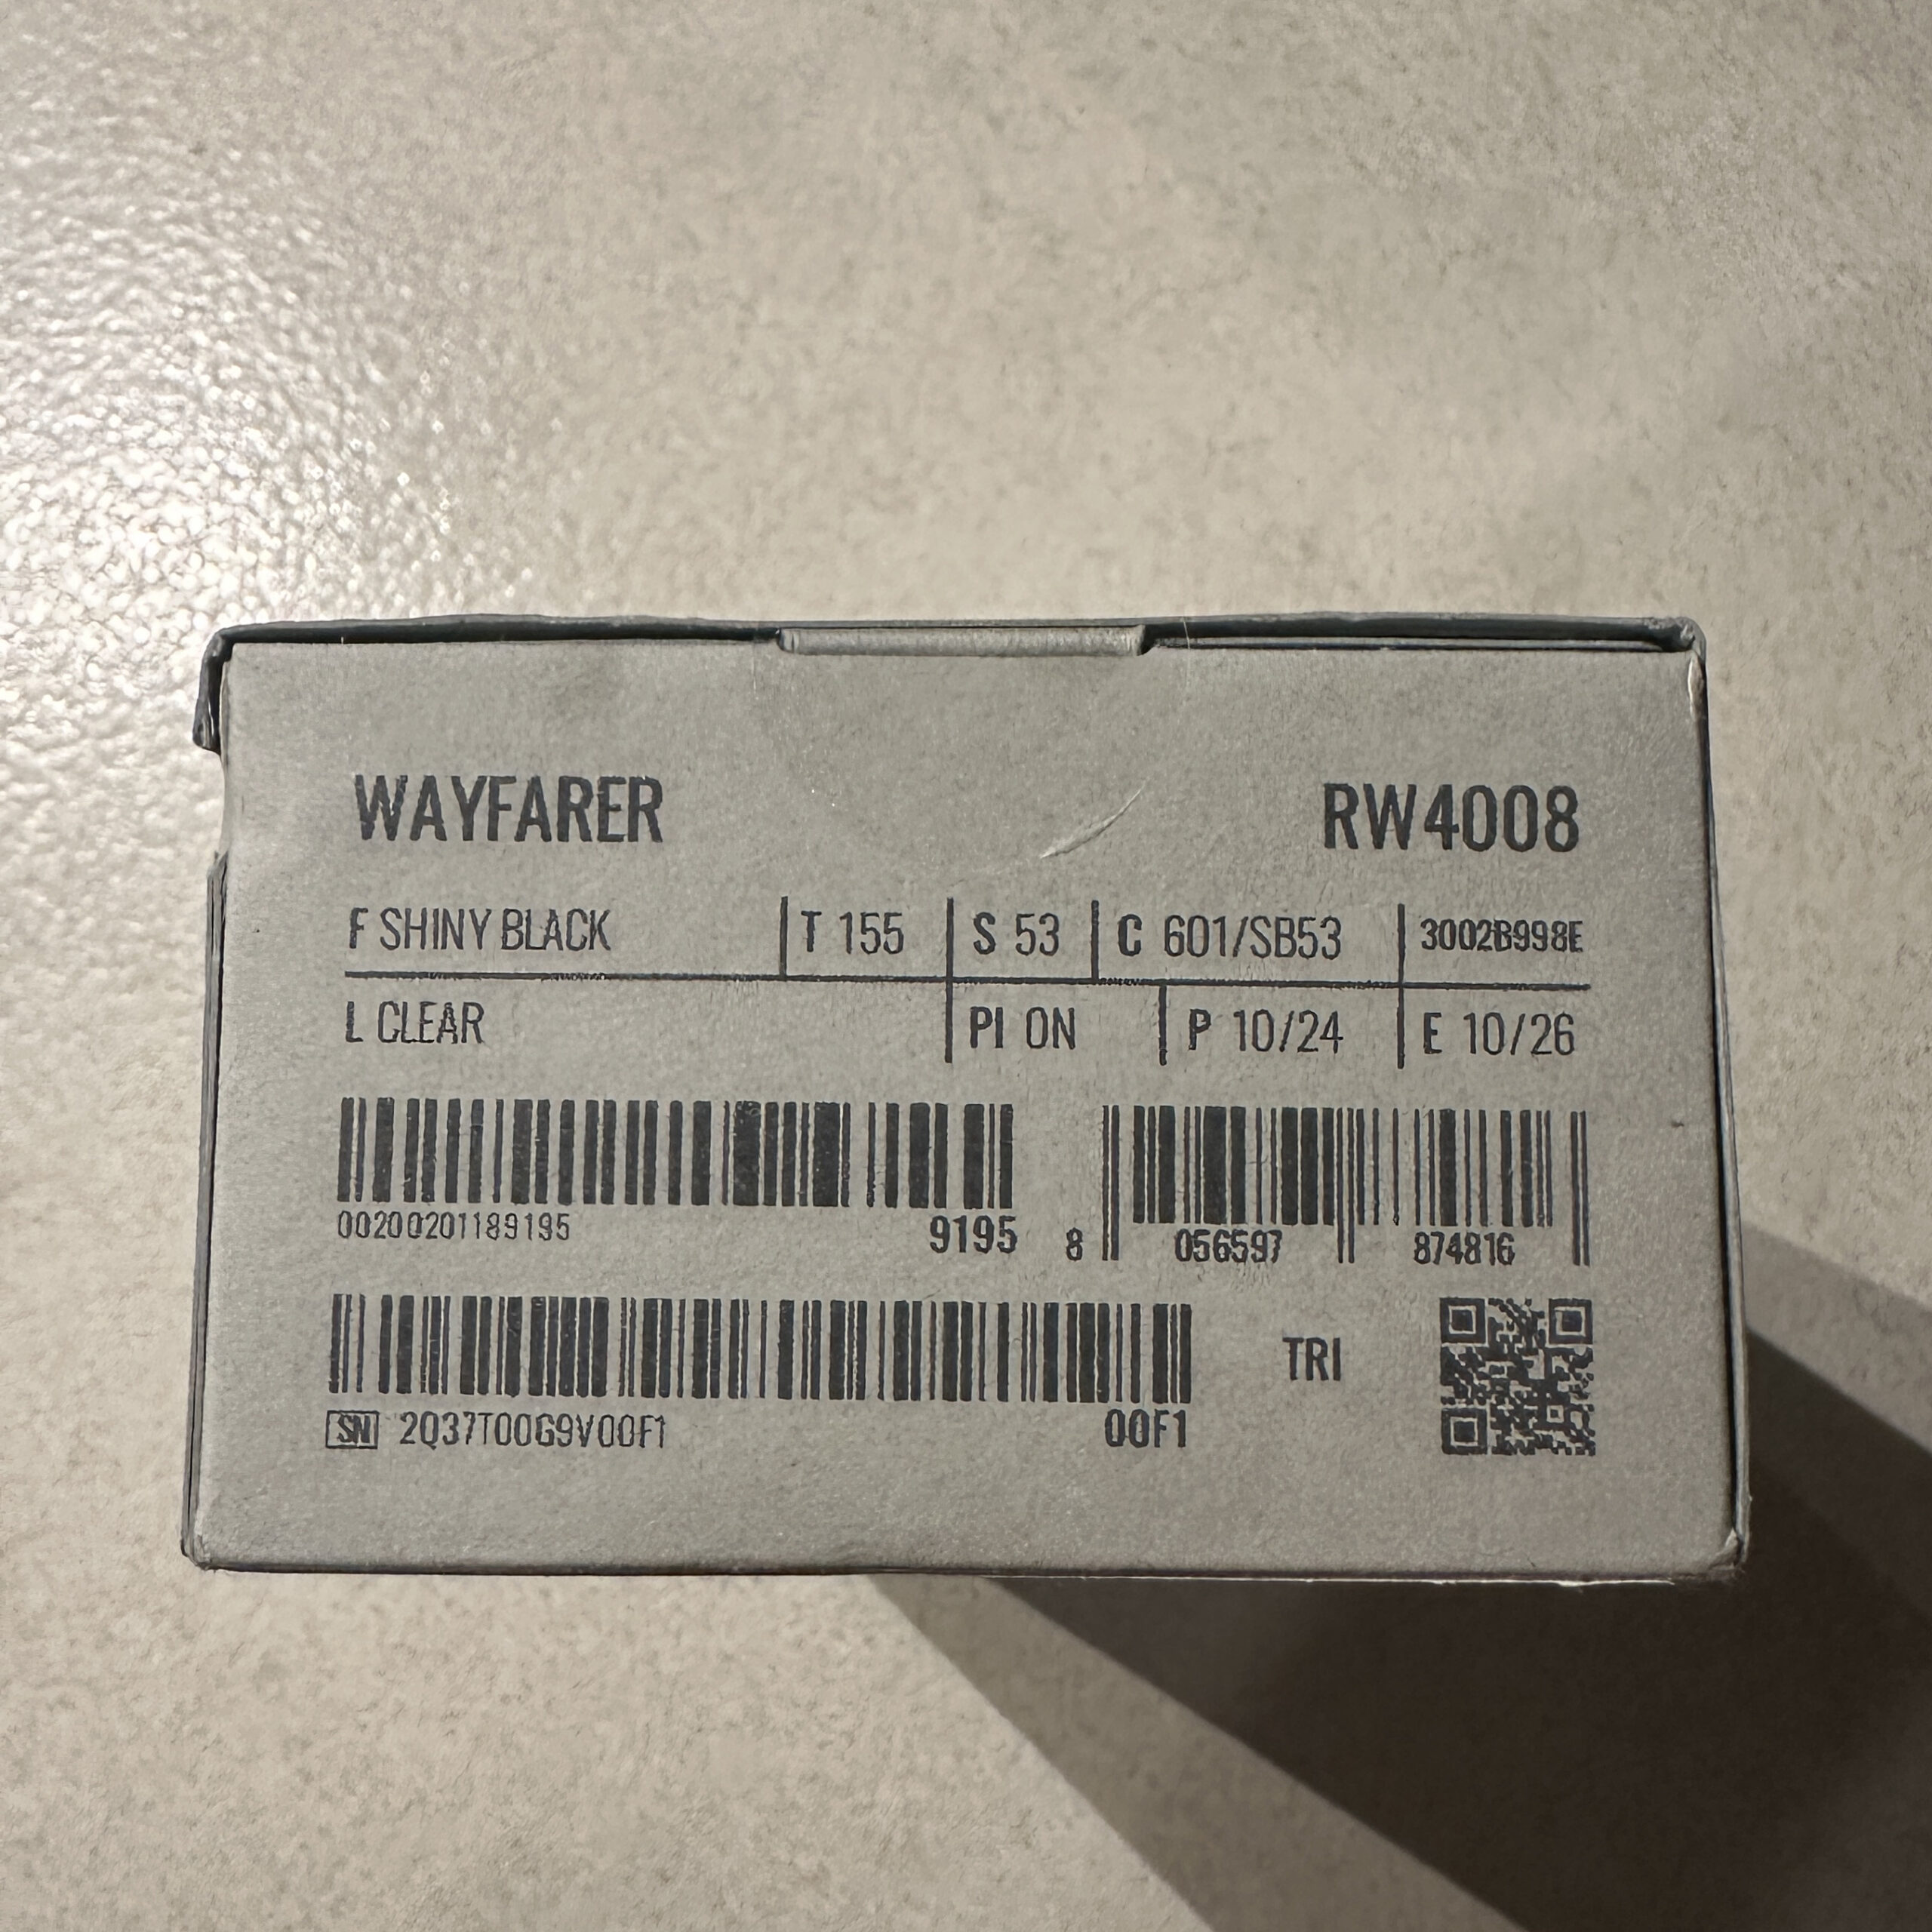 WAYFARER RW4008
F SHINY BLACK T 155 S 53 C 601/SB53 3002B998E
L CLEAR PI ON P 10/24 E 10/26
00200201189195 9195 8 056597 874816
TRI
SN 2Q37T00G9V00F1 00F1